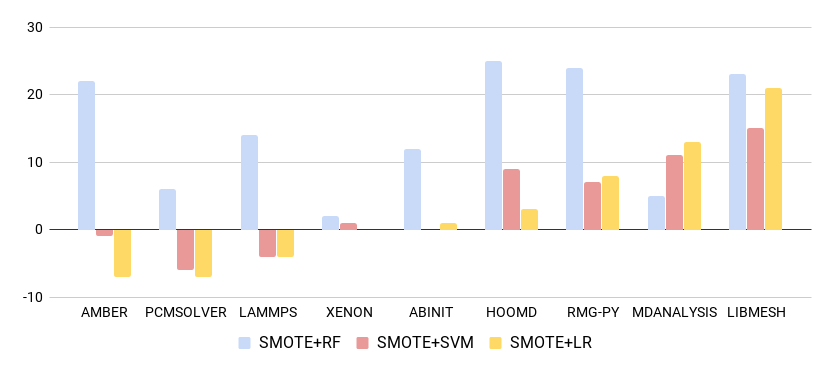 30
20
10
0
-10
AMBER PCMSOLVER LAMMPS XENON ABINIT HOOMD RMG-PY MDANALYSIS LIBMESH
SMOTE+RF SMOTE+SVM SMOTE+LR